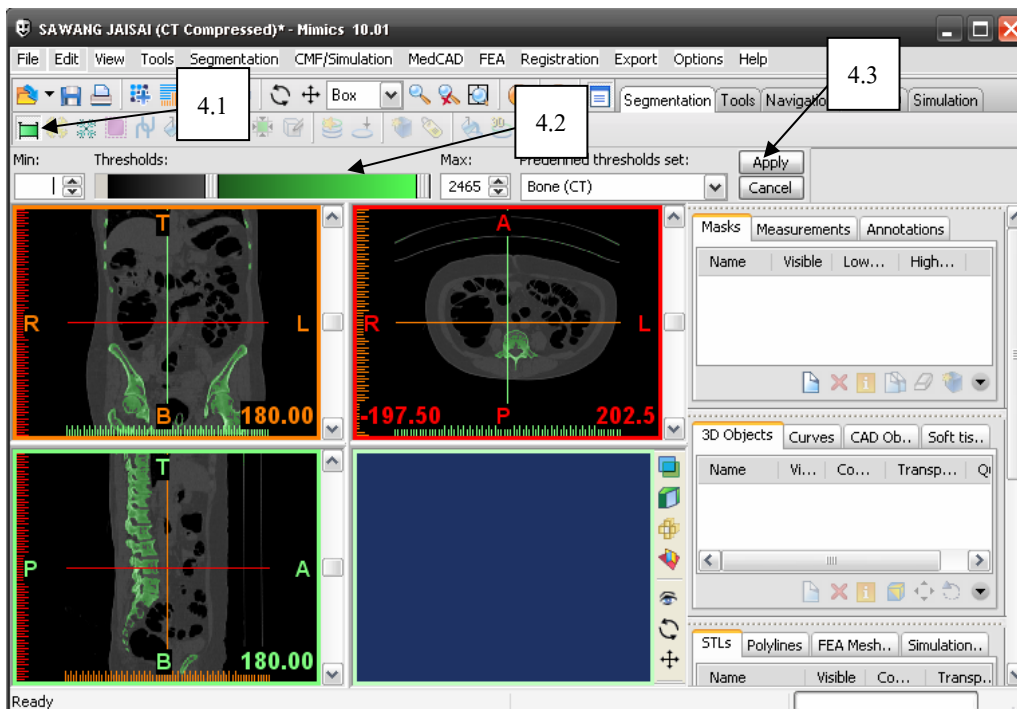 SAWANG JAISAI (CT Compressed)* - Mimics 10.01
File Edit View Tools Segmentation CMF/Simulation MedCAD FEA Registration Export Options Help
4.1
4.2
4.3
Box
Segmentation Tools Simulation
Min: Thresholds: Max: Predefined thresholds set:
2465 Bone (CT)
Apply
Cancel
T
R L
B 180.00
A
R L
-197.50 P 202.5
T
P A
B 180.00
Masks Measurements Annotations
Name Visible Low... High...
3D Objects Curves CAD Ob.. Soft tis..
Name Vi... Co... Transp...
STLs Polylines FEA Mesh.. Simulation..
Name Visible Co... Transp..
Ready